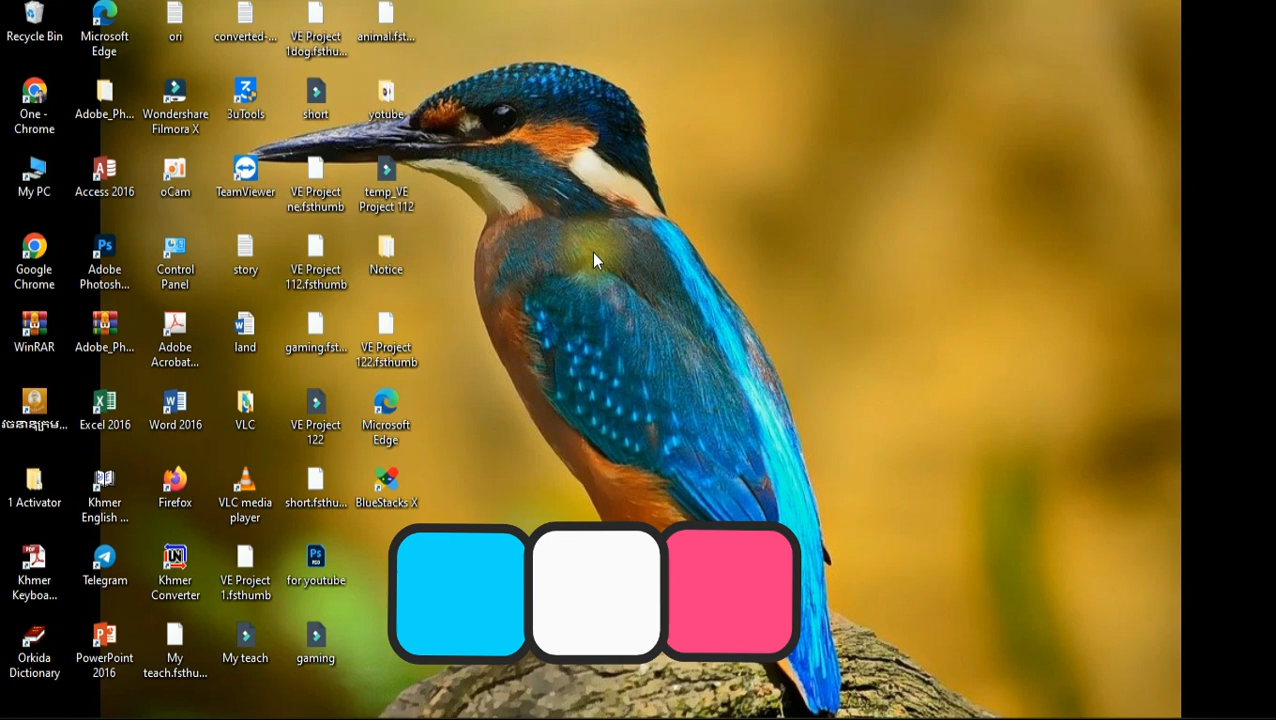 Recycle Bin
Microsoft
Edge
ori
converted-...
VE Project
1dog.fsthu...
animal.fst...
One -
Chrome
Adobe_Ph...
Wondershare
Filmora X
3uTools
short
yotube
My PC
Access 2016
oCam
TeamViewer
VE Project
ne.fsthumb
temp_VE
Project 112
Google
Chrome
Adobe
Photosh...
Control
Panel
story
VE Project
112.fsthumb
Notice
WinRAR
Adobe_Ph...
Adobe
Acrobat...
land
gaming.fst...
VE Project
122.fsthumb
Excel 2016
Word 2016
VLC
VE Project
122
Microsoft
Edge
1 Activator
Khmer
English ...
Firefox
VLC media
player
short.fsthu...
BlueStacks X
Khmer
Keyboa...
Telegram
Khmer
Converter
VE Project
1.fsthumb
for youtube
Orkida
Dictionary
PowerPoint
2016
My
teach.fsthu...
My teach
gaming